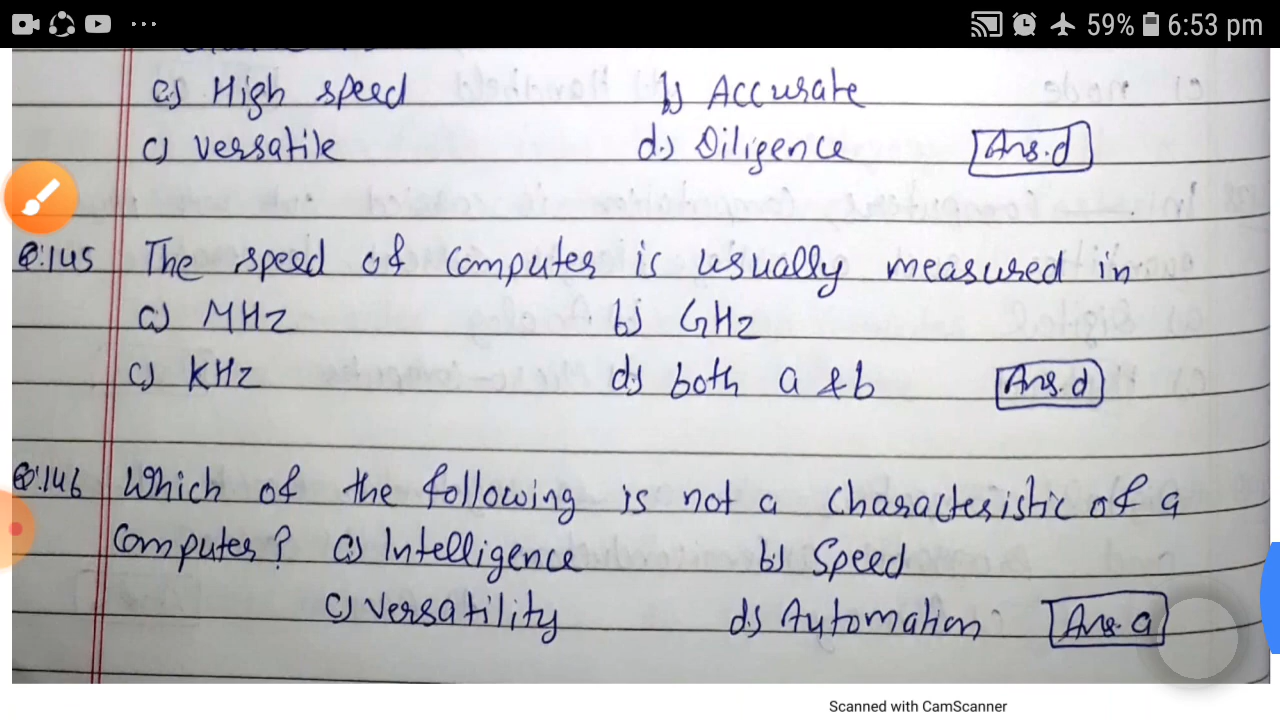 59% 6:53 pm
a) High speed b) Accurate
c) Versatile d.) Diligence Ans.d
Q.145 The speed of computer is usually measured in
a) MHz b) GHz
c) KHz d) both a & b Ans.d
Q.146 Which of the following is not a characteristic of a
computer? a) Intelligence b) Speed
c) Versatility d) Automation Ans. a
Scanned with CamScanner